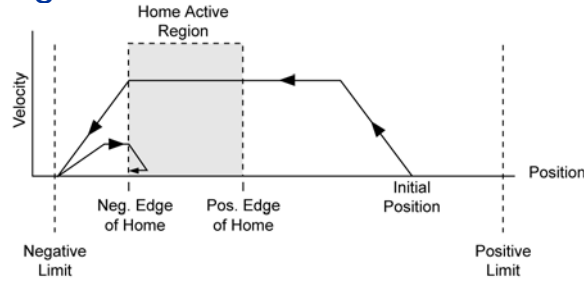 Home Active
Region
Velocity
Position
Initial
Position
Neg. Edge
of Home
Pos. Edge
of Home
Negative
Limit
Positive
Limit